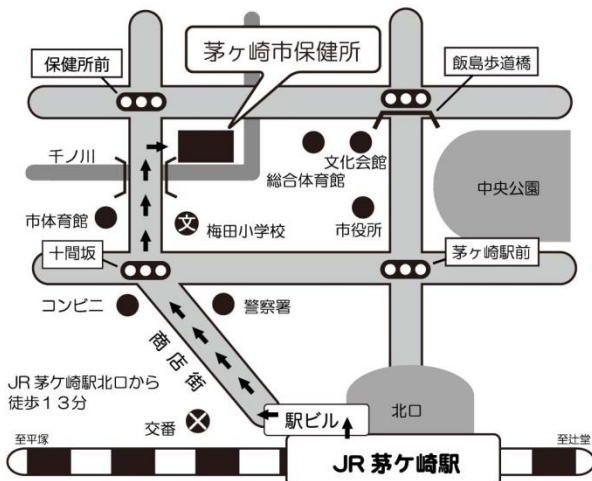 保健所前
茅ヶ崎市保健所
飯島歩道橋
千ノ川
文化会館
総合体育館
中央公園
市体育館
文
梅田小学校
市役所
十間坂
茅ヶ崎駅前
コンビニ
警察署
商店街
JR茅ケ崎駅北口から
徒歩13分
交番
駅ビル
北口
至平塚
JR茅ケ崎駅
至辻堂